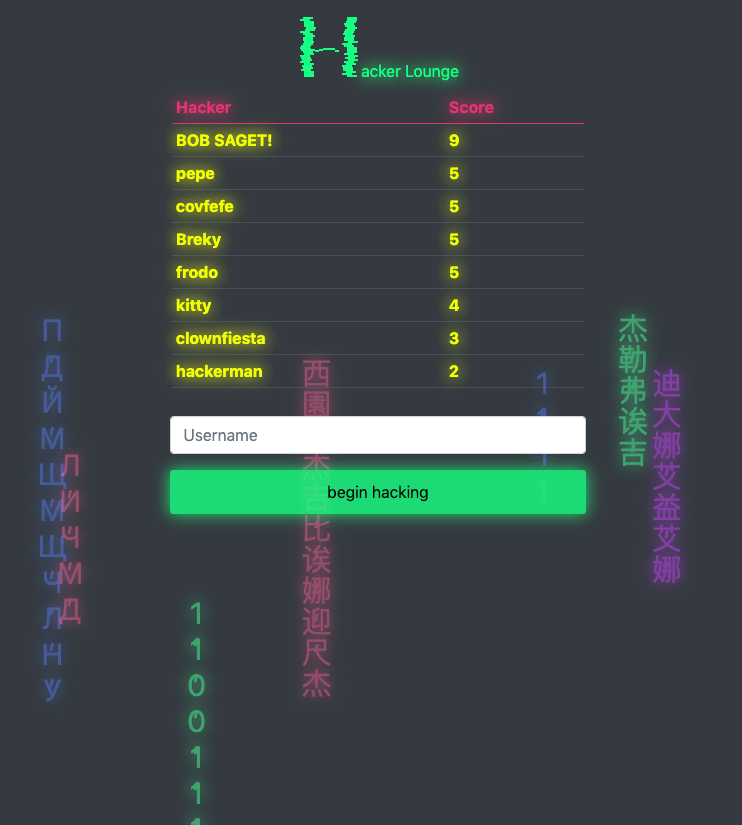 Hacker Lounge
Hacker Score
BOB SAGET! 9
pepe 5
covfefe 5
Breky 5
frodo 5
kitty 4
clownfiesta 3
hackerman 2
Username
begin hacking
П
Д
Й
М
Щ
М
Щ
Ч
Л
Н
У
Л
И
Ч
М
Д
1
1
0
0
1
1
西
園
杰
吉
比
诶
娜
迎
尺
杰
1
1
1
1
杰
勒
弗
诶
吉
迪
大
娜
艾
益
艾
娜